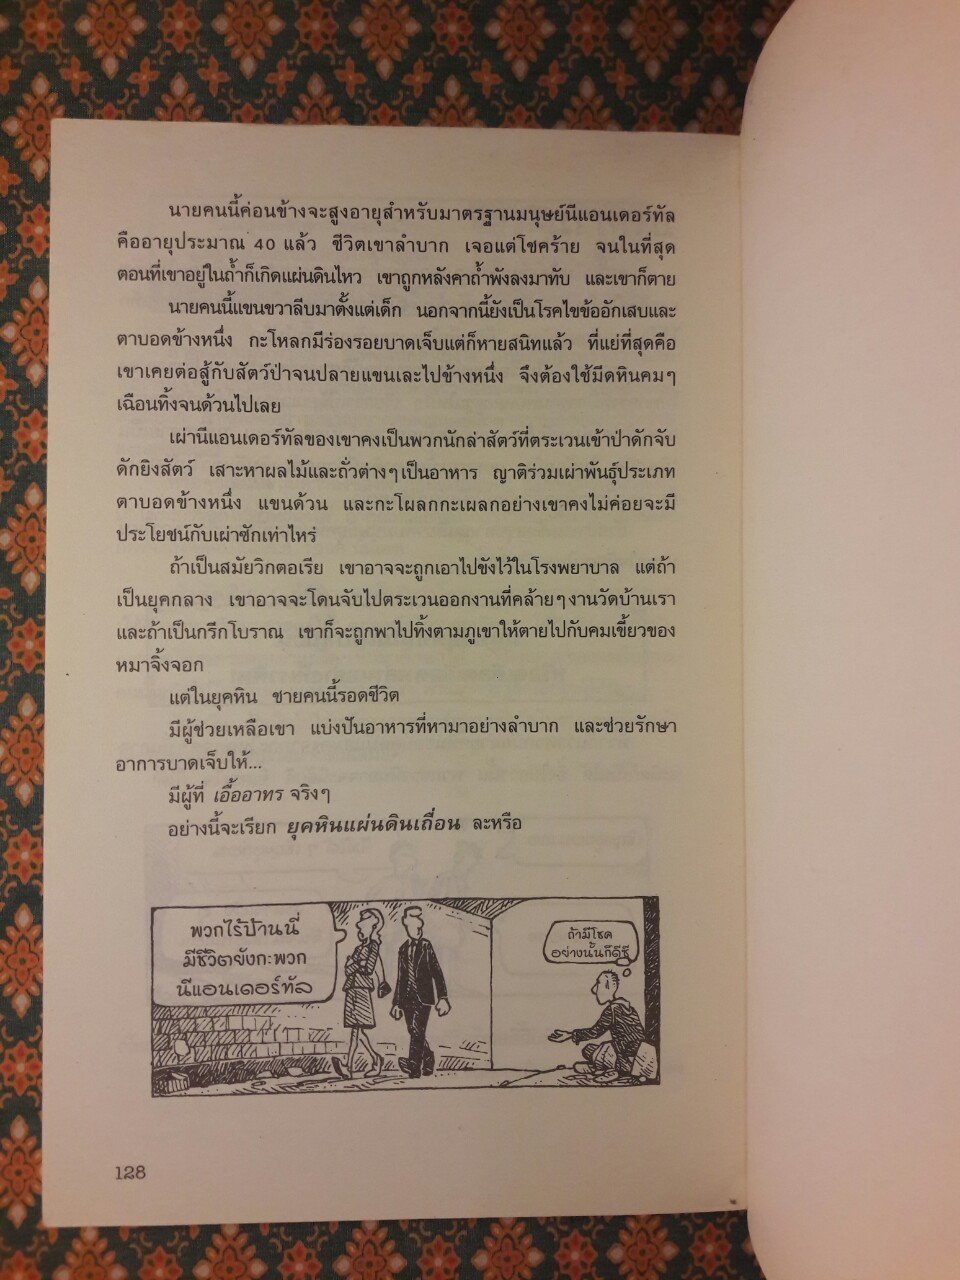 นายคนนี้ค่อนข้างจะสูงอายุสำหรับมาตรฐานมนุษย์นีแอนเดอร์ทัล
คืออายุประมาณ 40 แล้ว ชีวิตเขาลำบาก เจอแต่โชคร้าย จนในที่สุด
ตอนที่เขาอยู่ในถ้ำก็เกิดแผ่นดินไหว เขาถูกหลังคาถ้ำพังลงมาทับ และเขาก็ตาย
นายคนนี้แขนขวาลีบมาตั้งแต่เด็ก นอกจากนี้ยังเป็นโรคไขข้ออักเสบและ
ตาบอดข้างหนึ่ง กะโหลกมีร่องรอยบาดเจ็บแต่ก็หายสนิทแล้ว ที่แย่ที่สุดคือ
เขาเคยต่อสู้กับสัตว์ป่าจนปลายแขนเละไปข้างหนึ่ง จึงต้องใช้มีดหินคมๆ
เฉือนทิ้งจนด้วนไปเลย
เผ่านีแอนเดอร์ทัลของเขาคงเป็นพวกนักล่าสัตว์ที่ตระเวนเข้าป่าดักจับ
ดักยิงสัตว์ เสาะหาผลไม้และถั่วต่างๆเป็นอาหาร ญาติร่วมเผ่าพันธุ์ประเภท
ตาบอดข้างหนึ่ง แขนด้วน และกะโผลกกะเผลกอย่างเขาคงไม่ค่อยจะมี
ประโยชน์กับเผ่าซักเท่าไหร่
ถ้าเป็นสมัยวิกตอเรีย เขาอาจจะถูกเอาไปขังไว้ในโรงพยาบาล แต่ถ้า
เป็นยุคกลาง เขาอาจจะโดนจับไปตระเวนออกงานที่คล้ายๆงานวัดบ้านเรา
และถ้าเป็นกรีกโบราณ เขาก็จะถูกพาไปทิ้งตามภูเขาให้ตายไปกับคมเขี้ยวของ
หมาจิ้งจอก
แต่ในยุคหิน ชายคนนี้รอดชีวิต
มีผู้ช่วยเหลือเขา แบ่งปันอาหารที่หามาอย่างลำบาก และช่วยรักษา
อาการบาดเจ็บให้...
มีผู้ที่ เอื้ออาทร จริงๆ
อย่างนี้จะเรียก ยุคหินแผ่นดินเถื่อน ละหรือ
พวกไร้บ้านนี่
มีชีวิตยังกะพวก
นีแอนเดอร์ทัล
ถ้ามีโชค
อย่างนั้นก็ดีซี
128